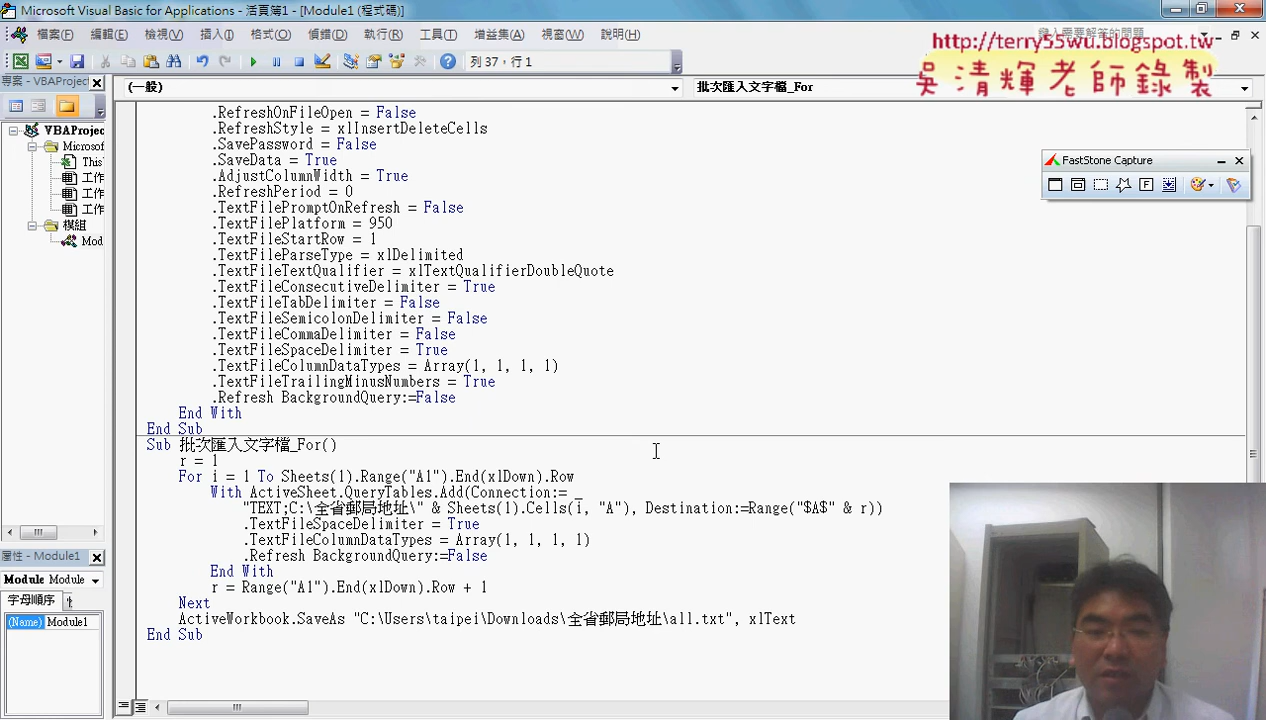 Microsoft Visual Basic for Applications - 活頁簿1 - [Module1 (程式碼)]
檔案(F) 編輯(E) 檢視(V) 插入(I) 格式(O) 偵錯(D) 執行(R) 工具(T) 增益集(A) 視窗(W) 說明(H)
http://terry55wu.blogspot.tw
吳清輝老師錄製
列 37，行 1
專案 - VBAProject
(一般)
批次匯入文字檔_For
VBAProjec
Microsof
This
工作
工作
工作
模組
Mod
FastStone Capture
屬性 - Module1
Module Module
字母順序
(Name) Module1
.RefreshOnFileOpen = False
.RefreshStyle = xlInsertDeleteCells
.SavePassword = False
.SaveData = True
.AdjustColumnWidth = True
.RefreshPeriod = 0
.TextFilePromptOnRefresh = False
.TextFilePlatform = 950
.TextFileStartRow = 1
.TextFileParseType = xlDelimited
.TextFileTextQualifier = xlTextQualifierDoubleQuote
.TextFileConsecutiveDelimiter = True
.TextFileTabDelimiter = False
.TextFileSemicolonDelimiter = False
.TextFileCommaDelimiter = False
.TextFileSpaceDelimiter = True
.TextFileColumnDataTypes = Array(1, 1, 1, 1)
.TextFileTrailingMinusNumbers = True
.Refresh BackgroundQuery:=False
End With
End Sub
Sub 批次匯入文字檔_For()
r = 1
For i = 1 To Sheets(1).Range("A1").End(xlDown).Row
With ActiveSheet.QueryTables.Add(Connection:= _
"TEXT;C:\全省郵局地址\" & Sheets(1).Cells(i, "A"), Destination:=Range("$A$" & r))
.TextFileSpaceDelimiter = True
.TextFileColumnDataTypes = Array(1, 1, 1, 1)
.Refresh BackgroundQuery:=False
End With
r = Range("A1").End(xlDown).Row + 1
Next
ActiveWorkbook.SaveAs "C:\Users\taipei\Downloads\全省郵局地址\all.txt", xlText
End Sub